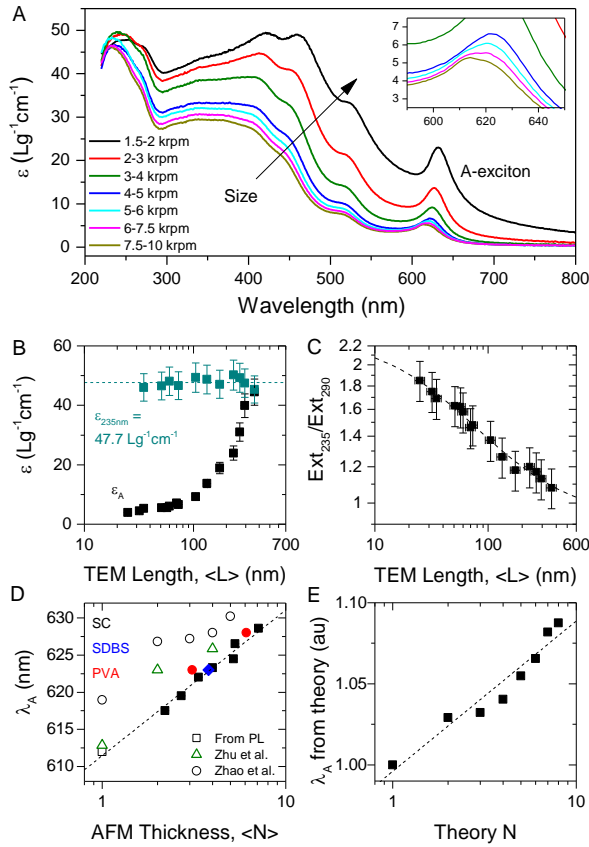 A
50
40
30
20
10
0
ε (Lg⁻¹cm⁻¹)
1.5-2 krpm
2-3 krpm
3-4 krpm
4-5 krpm
5-6 krpm
6-7.5 krpm
7.5-10 krpm
Size
A-exciton
7
6
5
4
3
600 620 640
200 300 400 500 600 700 800
Wavelength (nm)
B
60
40
20
0
ε (Lg⁻¹cm⁻¹)
ε235nm =
47.7 Lg⁻¹cm⁻¹
εA
10 100 700
TEM Length, <L> (nm)
C
2.2
2
1.8
1.6
1.4
1.2
1
Ext235/Ext290
10 100 600
TEM Length, <L> (nm)
D
630
625
620
615
610
λA (nm)
SC
SDBS
PVA
From PL
Zhu et al.
Zhao et al.
1 10
AFM Thickness, <N>
E
1.10
1.05
1.00
λA from theory (au)
1 10
Theory N